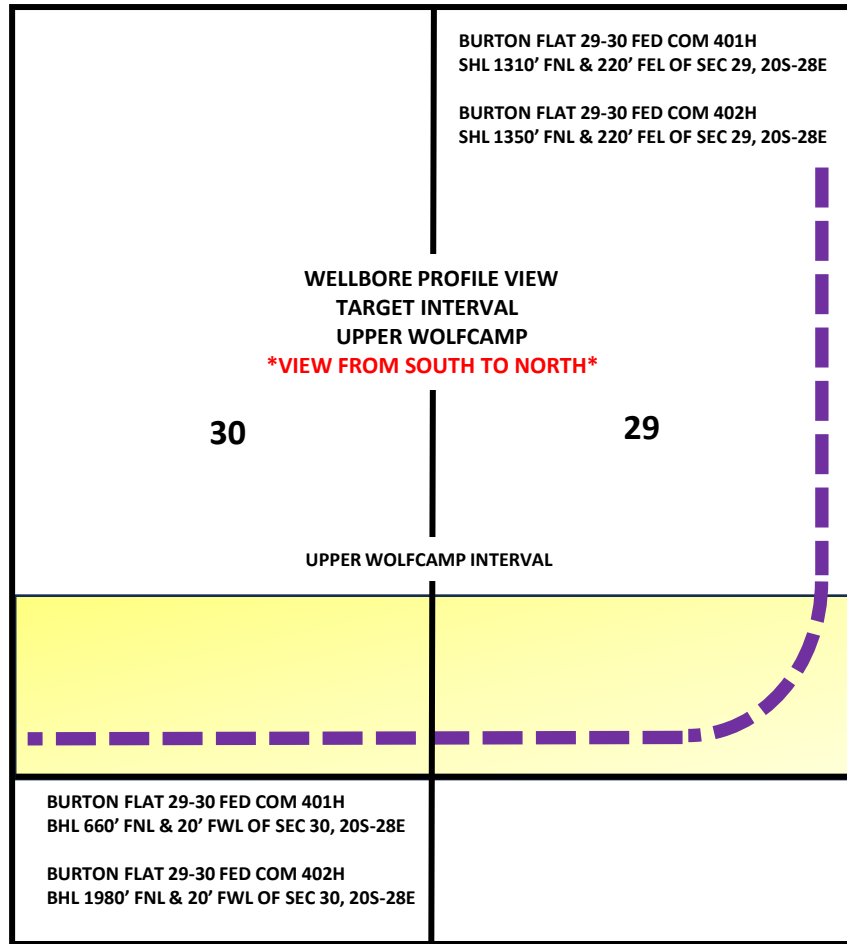 BURTON FLAT 29-30 FED COM 401H
SHL 1310’ FNL & 220’ FEL OF SEC 29, 20S-28E
BURTON FLAT 29-30 FED COM 402H
SHL 1350’ FNL & 220’ FEL OF SEC 29, 20S-28E
WELLBORE PROFILE VIEW
TARGET INTERVAL
UPPER WOLFCAMP
*VIEW FROM SOUTH TO NORTH*
30
29
UPPER WOLFCAMP INTERVAL
BURTON FLAT 29-30 FED COM 401H
BHL 660’ FNL & 20’ FWL OF SEC 30, 20S-28E
BURTON FLAT 29-30 FED COM 402H
BHL 1980’ FNL & 20’ FWL OF SEC 30, 20S-28E